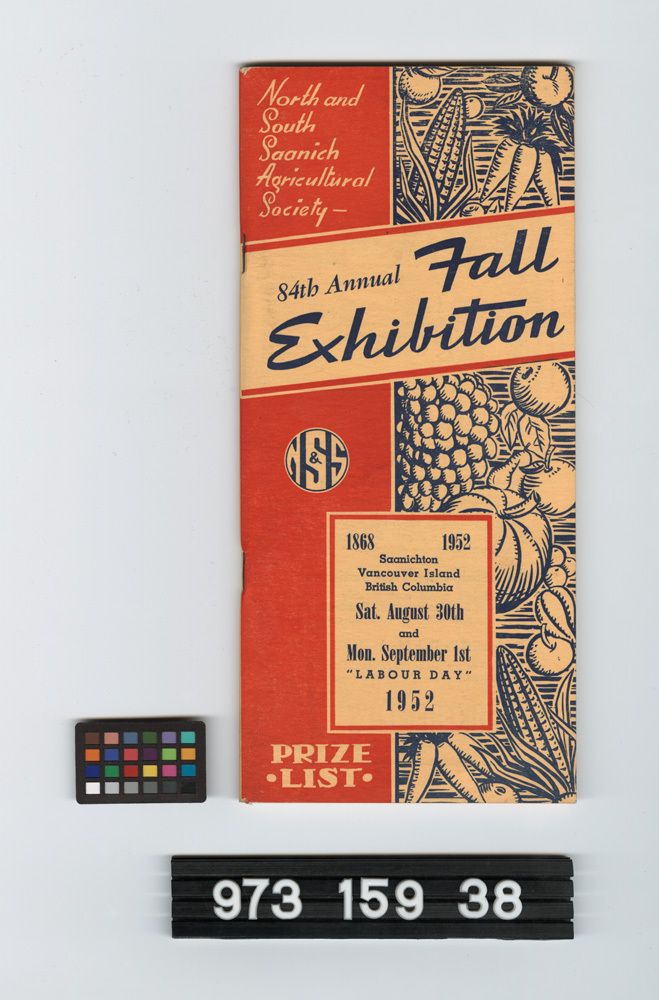 North and
South
Saanich
Agricultural
Society—
84th Annual Fall
Exhibition
N&SS
1868 1952
Saanichton
Vancouver Island
British Columbia
Sat. August 30th
and
Mon. September 1st
"LABOUR DAY"
1952
PRIZE
•LIST•
973 159 38